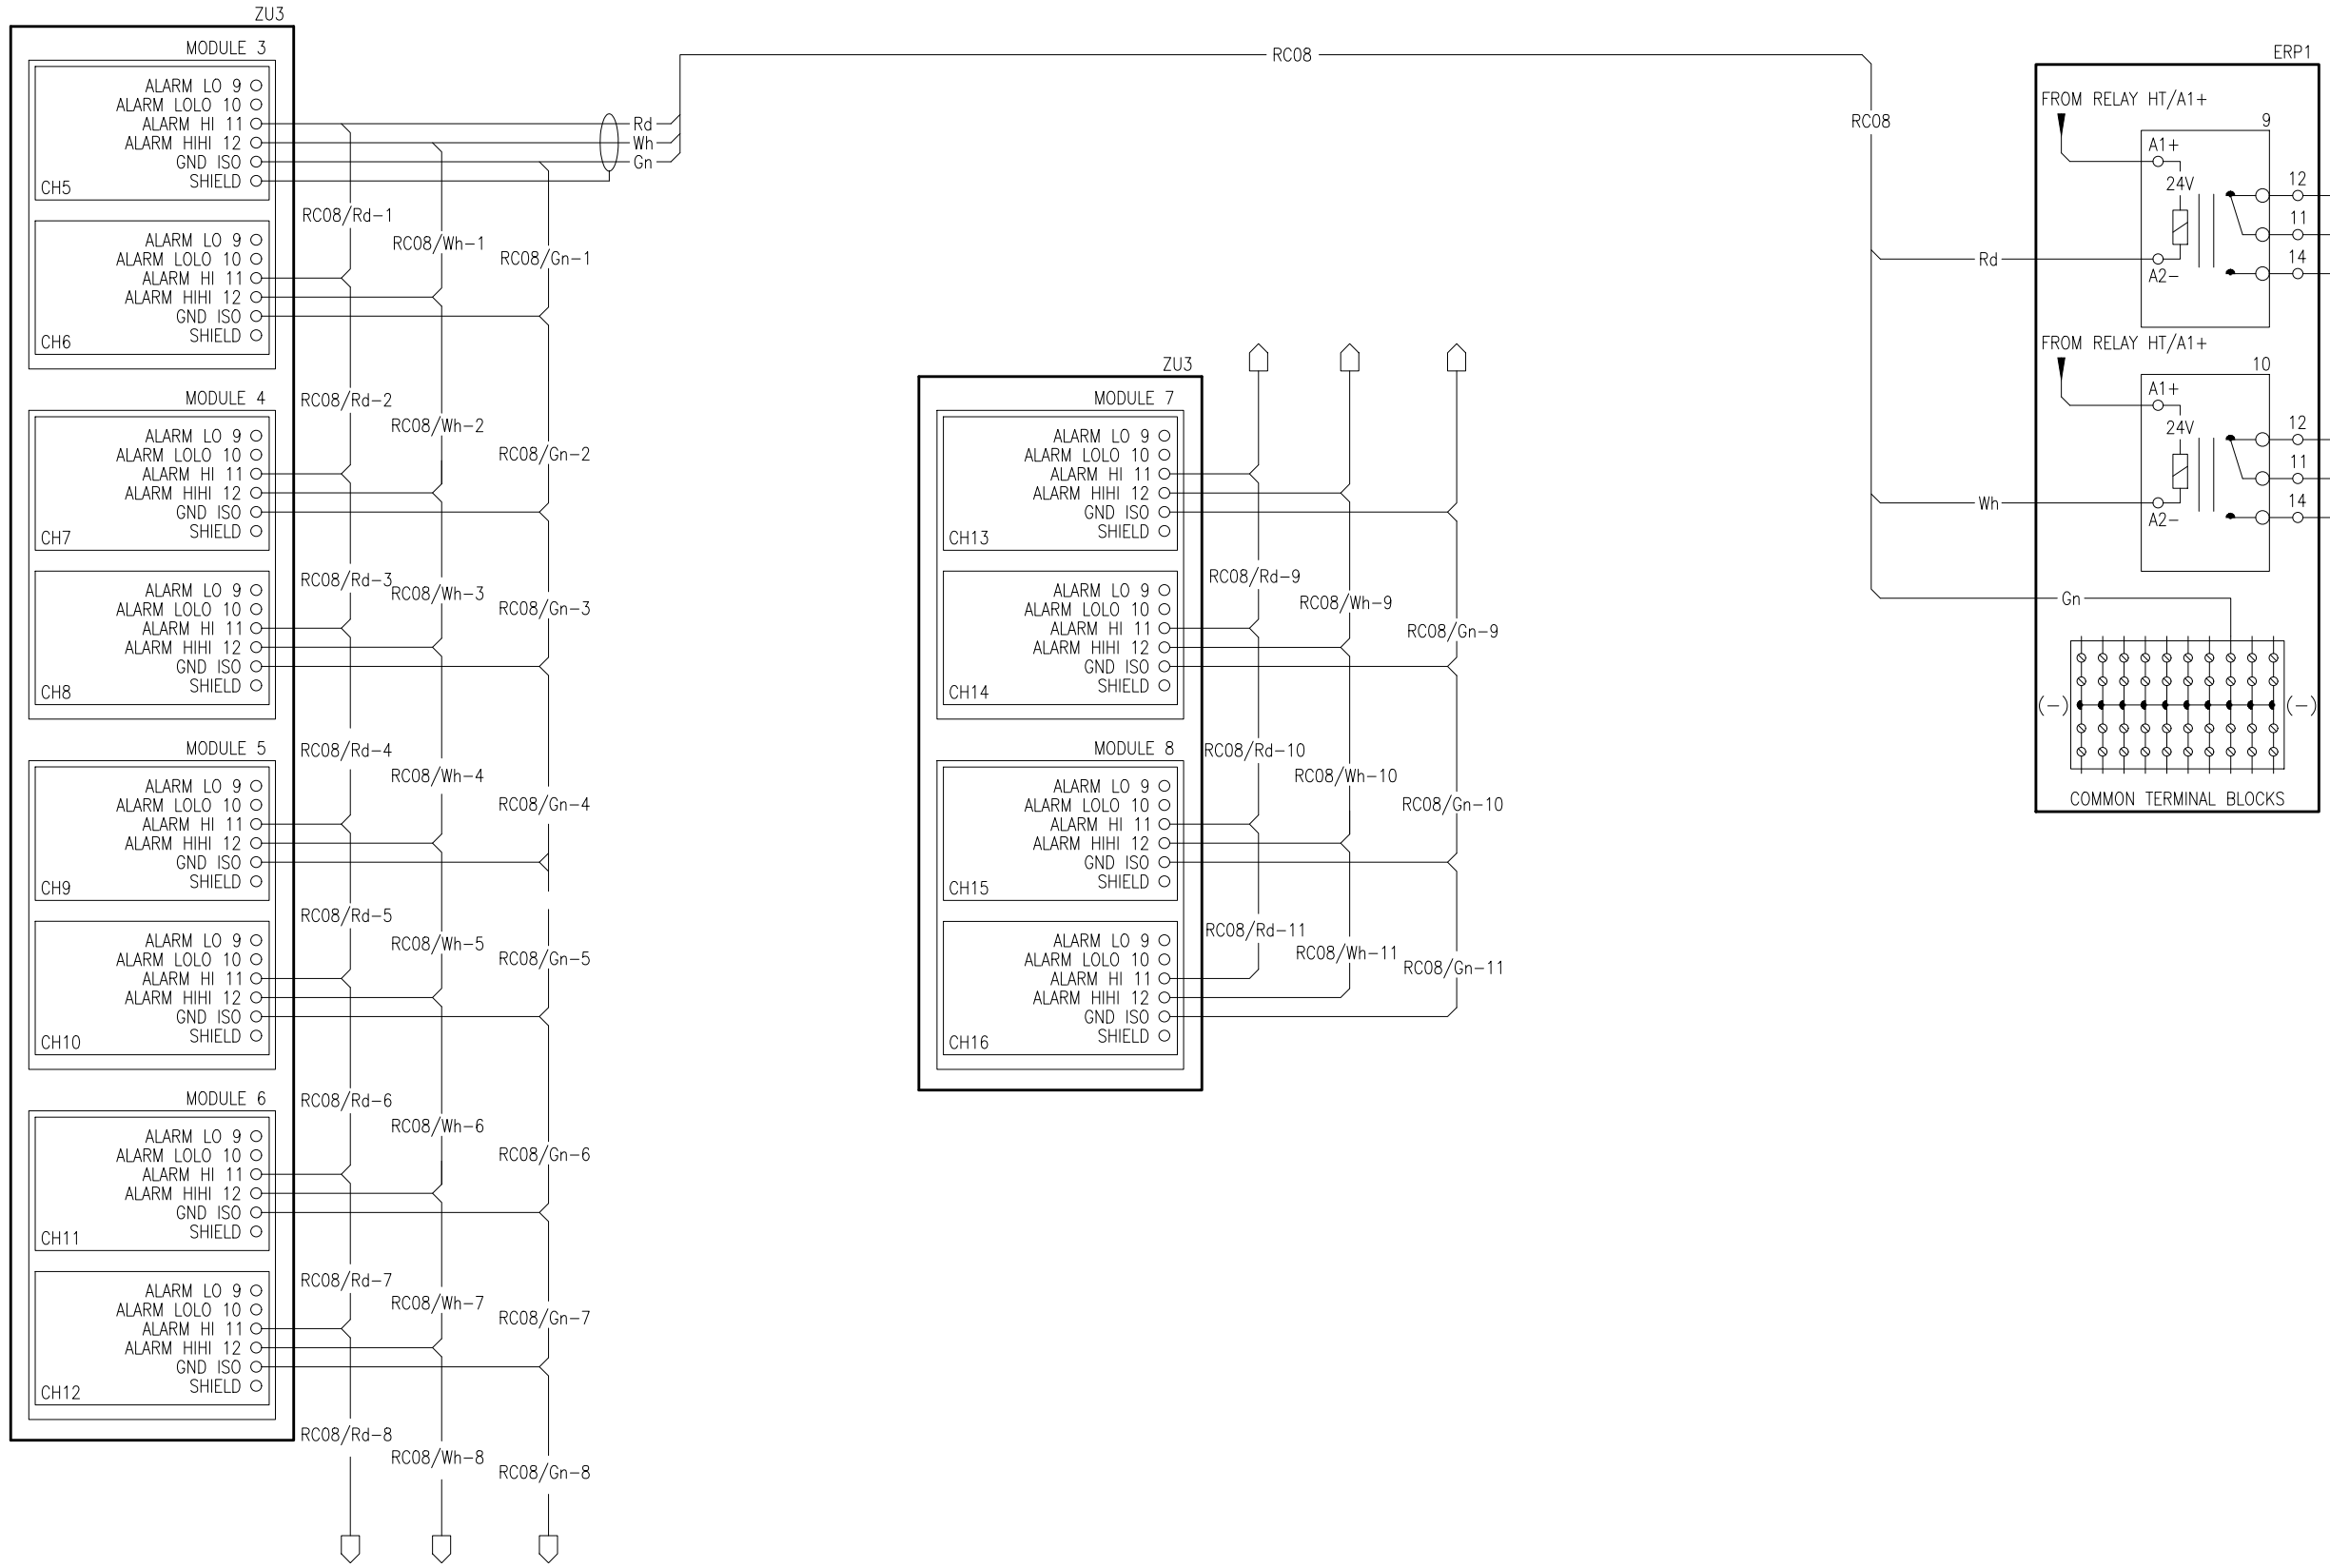 ZU3
MODULE 3
ALARM LO 9
ALARM LOLO 10
ALARM HI 11
ALARM HIHI 12
GND ISO
SHIELD
CH5
ALARM LO 9
ALARM LOLO 10
ALARM HI 11
ALARM HIHI 12
GND ISO
SHIELD
CH6
MODULE 4
ALARM LO 9
ALARM LOLO 10
ALARM HI 11
ALARM HIHI 12
GND ISO
SHIELD
CH7
ALARM LO 9
ALARM LOLO 10
ALARM HI 11
ALARM HIHI 12
GND ISO
SHIELD
CH8
MODULE 5
ALARM LO 9
ALARM LOLO 10
ALARM HI 11
ALARM HIHI 12
GND ISO
SHIELD
CH9
ALARM LO 9
ALARM LOLO 10
ALARM HI 11
ALARM HIHI 12
GND ISO
SHIELD
CH10
MODULE 6
ALARM LO 9
ALARM LOLO 10
ALARM HI 11
ALARM HIHI 12
GND ISO
SHIELD
CH11
ALARM LO 9
ALARM LOLO 10
ALARM HI 11
ALARM HIHI 12
GND ISO
SHIELD
CH12
RC08/Rd-1
RC08/Wh-1
RC08/Gn-1
RC08/Rd-2
RC08/Wh-2
RC08/Gn-2
RC08/Rd-3
RC08/Wh-3
RC08/Gn-3
RC08/Rd-4
RC08/Wh-4
RC08/Gn-4
RC08/Rd-5
RC08/Wh-5
RC08/Gn-5
RC08/Rd-6
RC08/Wh-6
RC08/Gn-6
RC08/Rd-7
RC08/Wh-7
RC08/Gn-7
RC08/Rd-8
RC08/Wh-8
RC08/Gn-8
Rd
Wh
Gn
RC08
RC08
ZU3
MODULE 7
ALARM LO 9
ALARM LOLO 10
ALARM HI 11
ALARM HIHI 12
GND ISO
SHIELD
CH13
ALARM LO 9
ALARM LOLO 10
ALARM HI 11
ALARM HIHI 12
GND ISO
SHIELD
CH14
MODULE 8
ALARM LO 9
ALARM LOLO 10
ALARM HI 11
ALARM HIHI 12
GND ISO
SHIELD
CH15
ALARM LO 9
ALARM LOLO 10
ALARM HI 11
ALARM HIHI 12
GND ISO
SHIELD
CH16
RC08/Rd-9
RC08/Wh-9
RC08/Gn-9
RC08/Rd-10
RC08/Wh-10
RC08/Gn-10
RC08/Rd-11
RC08/Wh-11
RC08/Gn-11
Rd
Wh
Gn
ERP1
FROM RELAY HT/A1+
9
A1+
24V
A2-
12
11
14
FROM RELAY HT/A1+
10
A1+
24V
A2-
12
11
14
(-)
(-)
COMMON TERMINAL BLOCKS